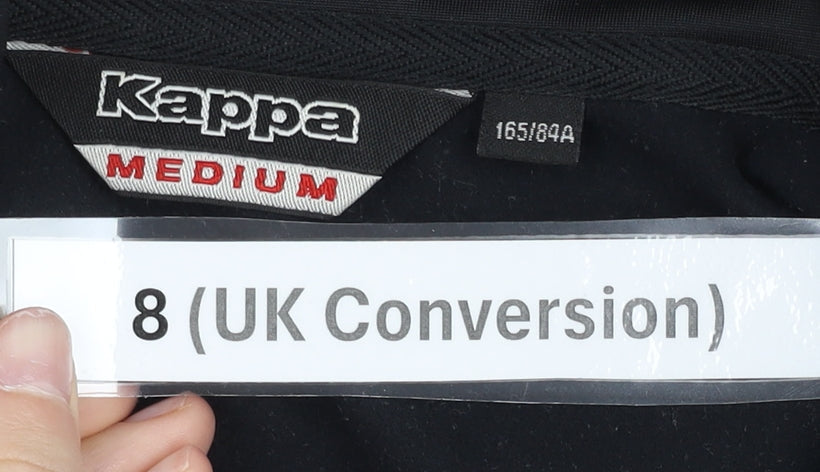 Kappa
MEDIUM
165/84A
8 (UK Conversion)